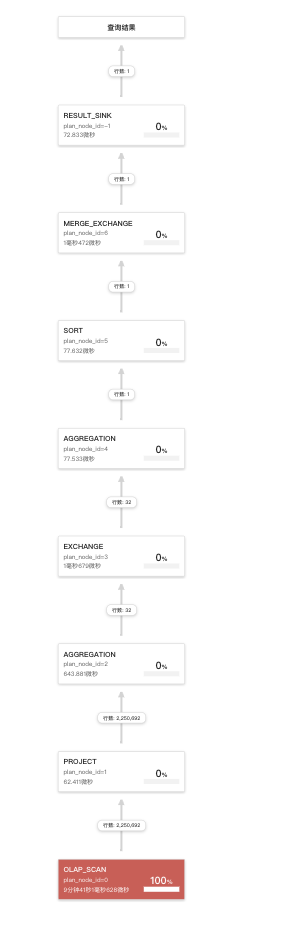 查询结果
行数: 1
RESULT_SINK
plan_node_id=-1
72.833微秒
0%
行数: 1
MERGE_EXCHANGE
plan_node_id=6
1毫秒472微秒
0%
行数: 1
SORT
plan_node_id=5
77.632微秒
0%
行数: 1
AGGREGATION
plan_node_id=4
77.533微秒
0%
行数: 32
EXCHANGE
plan_node_id=3
1毫秒679微秒
0%
行数: 32
AGGREGATION
plan_node_id=2
643.881微秒
0%
行数: 2,250,692
PROJECT
plan_node_id=1
62.411微秒
0%
行数: 2,250,692
OLAP_SCAN
plan_node_id=0
9分钟41秒1毫秒628微秒
100%